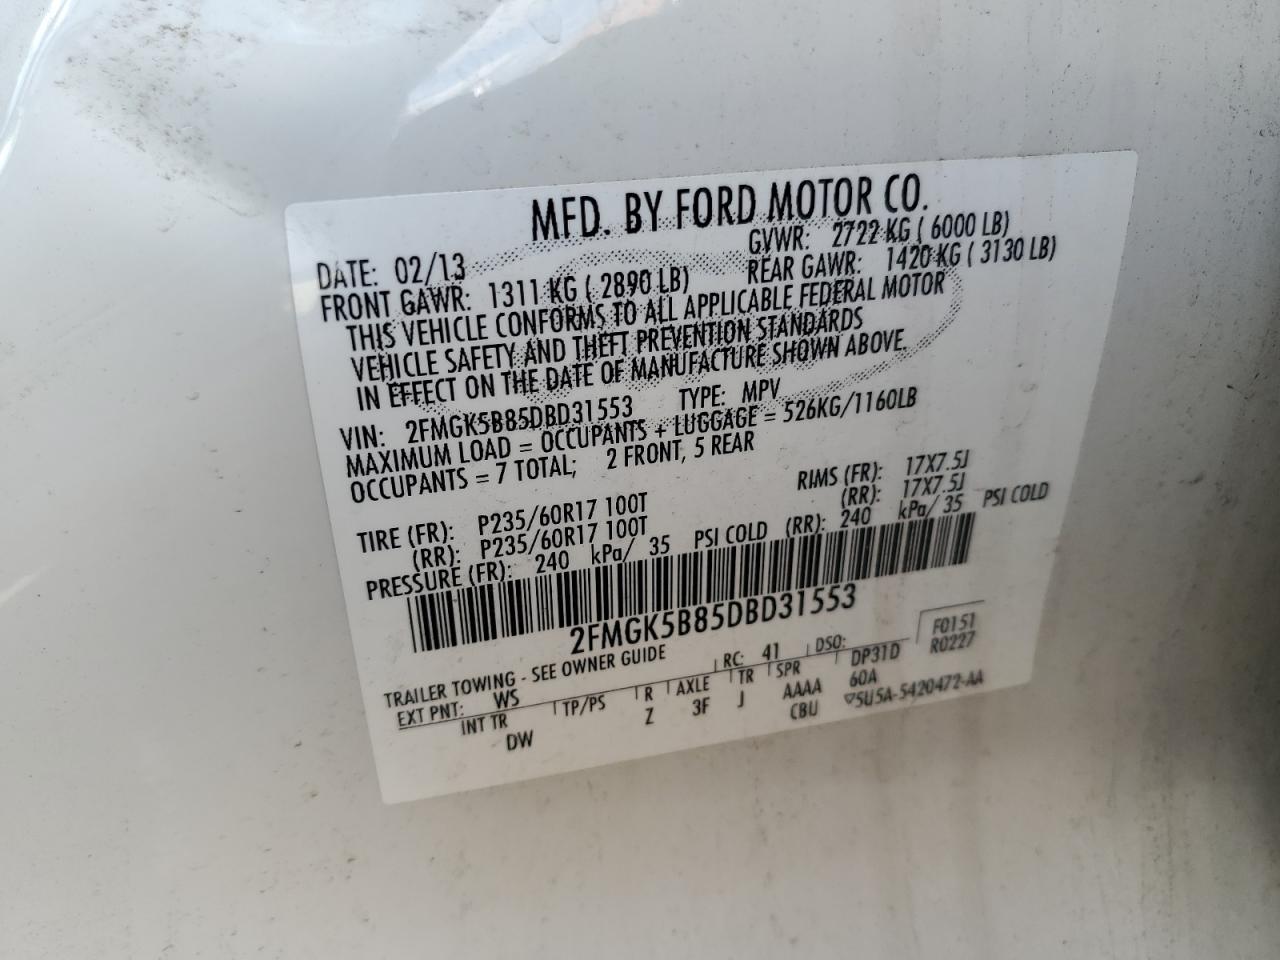 MFD. BY FORD MOTOR CO.
DATE: 02/13 GVWR: 2722 KG ( 6000 LB)
FRONT GAWR: 1311 KG ( 2890 LB) REAR GAWR: 1420 KG ( 3130 LB)
THIS VEHICLE CONFORMS TO ALL APPLICABLE FEDERAL MOTOR
VEHICLE SAFETY AND THEFT PREVENTION STANDARDS
IN EFFECT ON THE DATE OF MANUFACTURE SHOWN ABOVE.
VIN: 2FMGK5B85DBD31553 TYPE: MPV
MAXIMUM LOAD = OCCUPANTS + LUGGAGE = 526KG/1160LB
OCCUPANTS = 7 TOTAL; 2 FRONT, 5 REAR
TIRE (FR): P235/60R17 100T RIMS (FR): 17X7.5J
(RR): P235/60R17 100T (RR): 17X7.5J
PRESSURE (FR): 240 kPa/ 35 PSI COLD (RR): 240 kPa/ 35 PSI COLD
2FMGK5B85DBD31553
TRAILER TOWING - SEE OWNER GUIDE F0151
EXT PNT: WS RC: 41 DSO: R0227
INT TR TP/PS R AXLE TR SPR DP31D
DW Z 3F J AAAA 60A
CBU ▽5U5A-5420472-AA